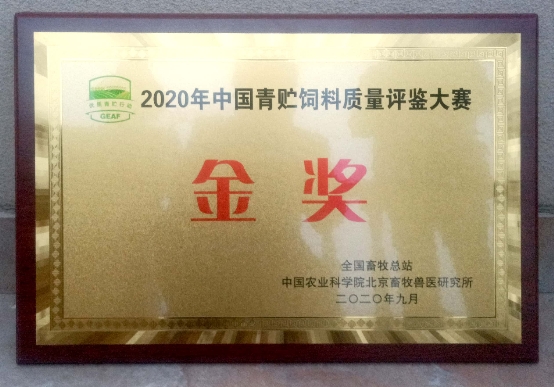 2020年中国青贮饲料质量评鉴大赛
GEAF
金奖
全国畜牧总站
中国农业科学院北京畜牧兽医研究所
二〇二〇年九月